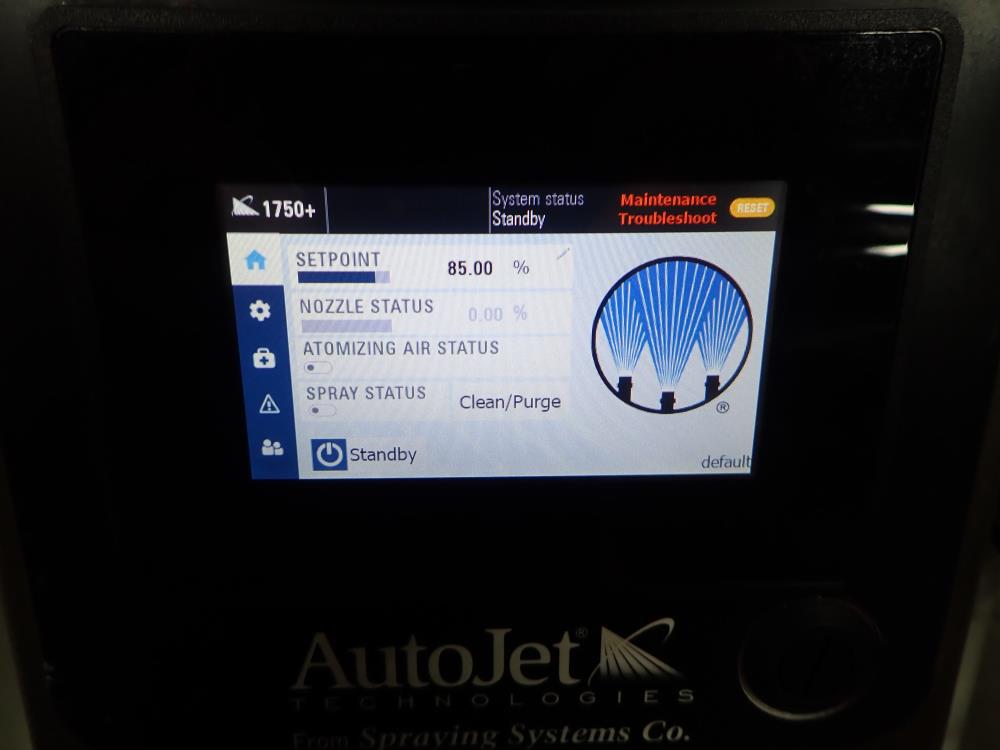 1750+
System status
Standby
Maintenance
Troubleshoot
RESET
SETPOINT
85.00 %
NOZZLE STATUS
0.00 %
ATOMIZING AIR STATUS
SPRAY STATUS
Clean/Purge
®
Standby
default
AutoJet®
TECHNOLOGIES
From Spraying Systems Co.